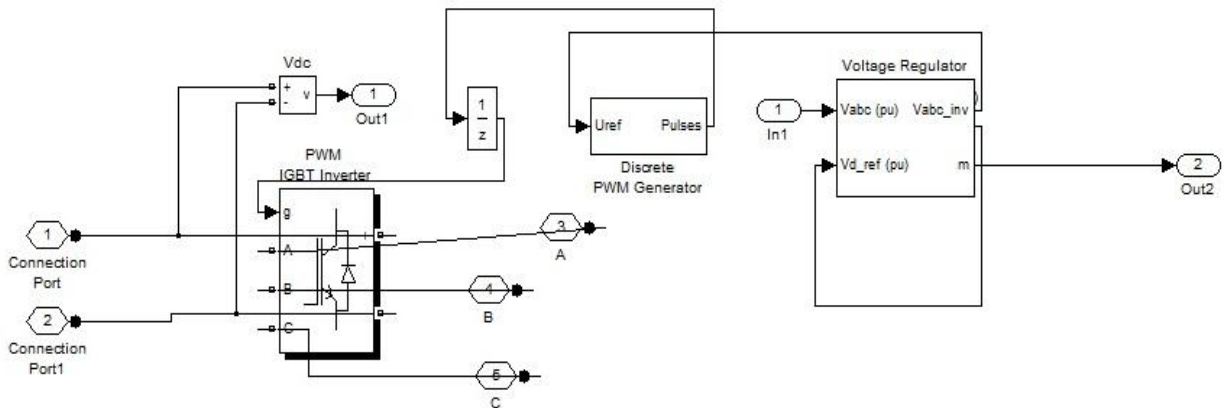 Vdc
+
-
v
1
Out1
1
z
Uref
Pulses
Discrete
PWM Generator
Voltage Regulator
Vabc (pu)
Vabc_inv
Vd_ref (pu)
m
1
In1
2
Out2
PWM
IGBT Inverter
g
A
B
C
+
1
Connection
Port
2
Connection
Port1
3
A
4
B
5
C